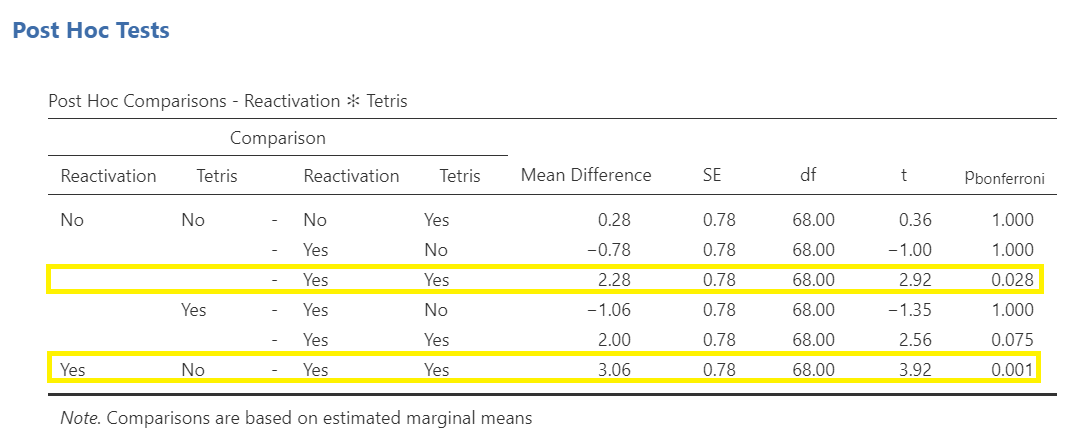 Post Hoc Tests
Post Hoc Comparisons - Reactivation ✻ Tetris
Comparison
Reactivation Tetris Reactivation Tetris Mean Difference SE df t pbonferroni
No No - No Yes 0.28 0.78 68.00 0.36 1.000
- Yes No −0.78 0.78 68.00 −1.00 1.000
- Yes Yes 2.28 0.78 68.00 2.92 0.028
Yes - Yes No −1.06 0.78 68.00 −1.35 1.000
- Yes Yes 2.00 0.78 68.00 2.56 0.075
Yes No - Yes Yes 3.06 0.78 68.00 3.92 0.001
Note. Comparisons are based on estimated marginal means